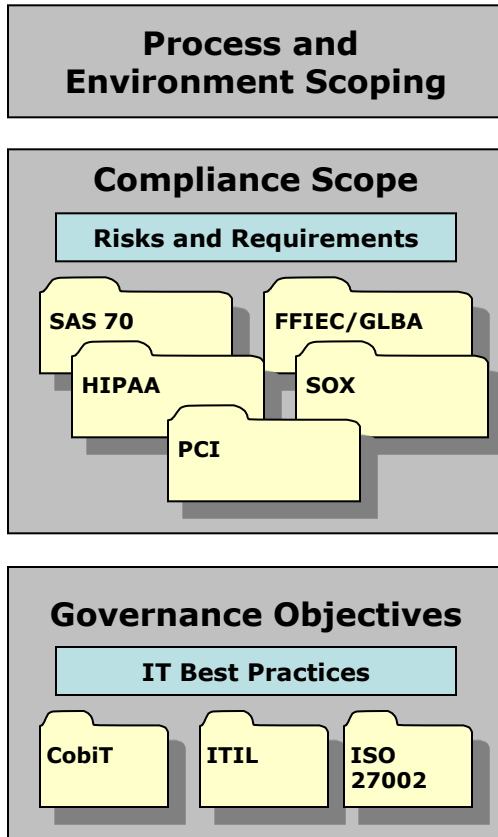 Process and
Environment Scoping
Compliance Scope
Risks and Requirements
SAS 70
FFIEC/GLBA
HIPAA
SOX
PCI
Governance Objectives
IT Best Practices
CobiT
ITIL
ISO
27002